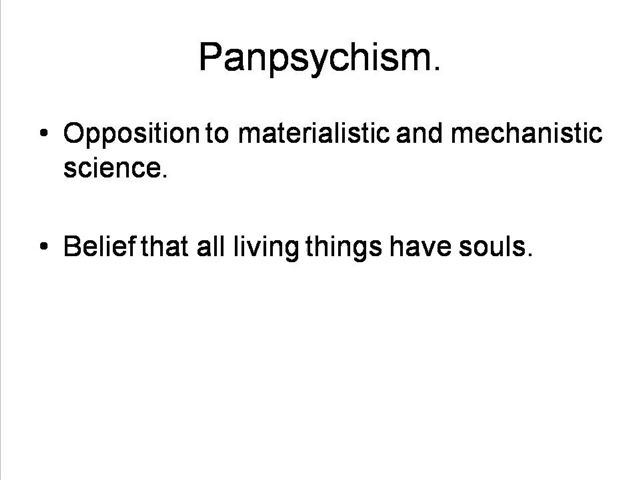 Panpsychism.
• Opposition to materialistic and mechanistic
science.
• Belief that all living things have souls.